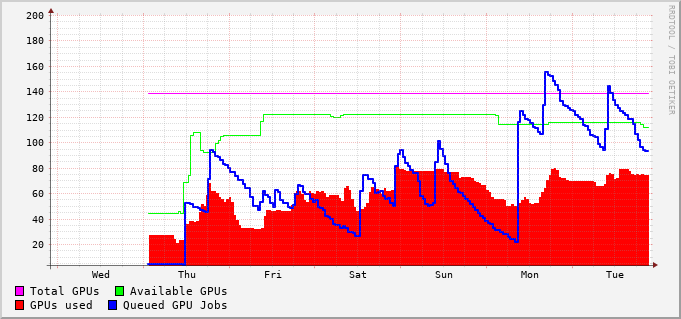 200
180
160
140
120
100
80
60
40
20
Wed Thu Fri Sat Sun Mon Tue
Total GPUs Available GPUs
GPUs used Queued GPU Jobs
RRDTOOL / TOBI OETIKER